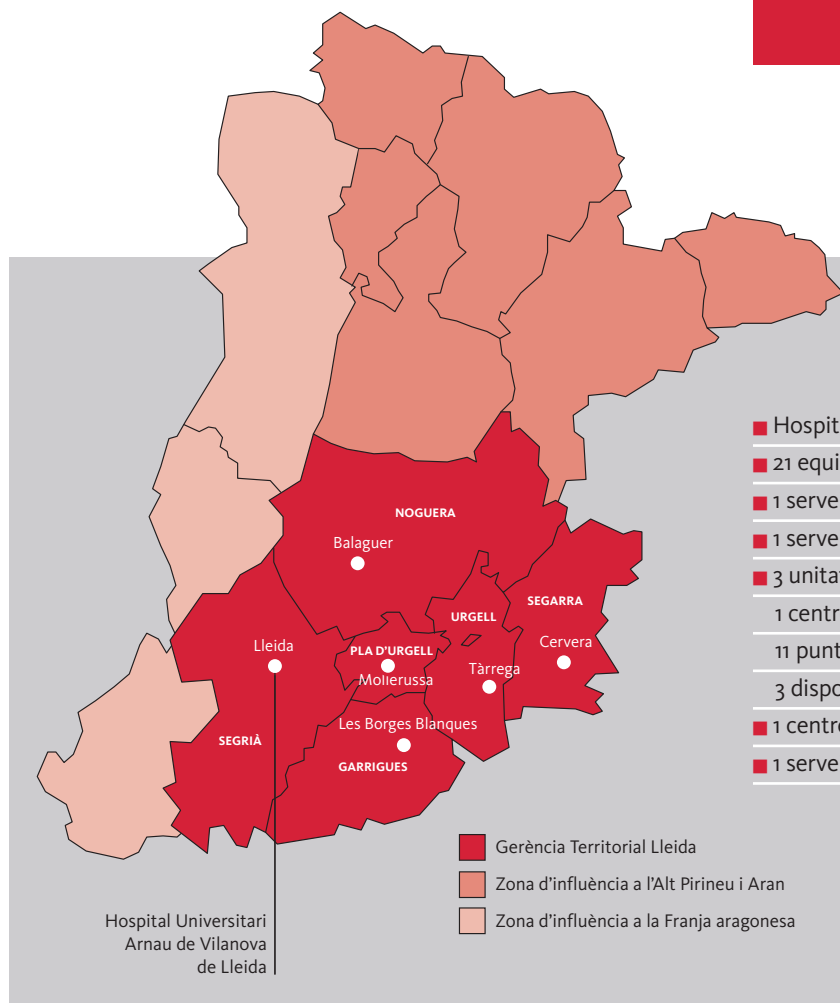 NOGUERA
Balaguer
SEGARRA
URGELL
Cervera
Lleida
PLA D'URGELL
Mollerussa
Tàrrega
Les Borges Blanques
SEGRIÀ
GARRIGUES
Hospital Universitari
Arnau de Vilanova
de Lleida
Gerència Territorial Lleida
Zona d'influència a l'Alt Pirineu i Aran
Zona d'influència a la Franja aragonesa
Hospit
21 equi
1 serve
1 serve
3 unita
1 centr
11 punt
3 dispo
1 centr
1 serve